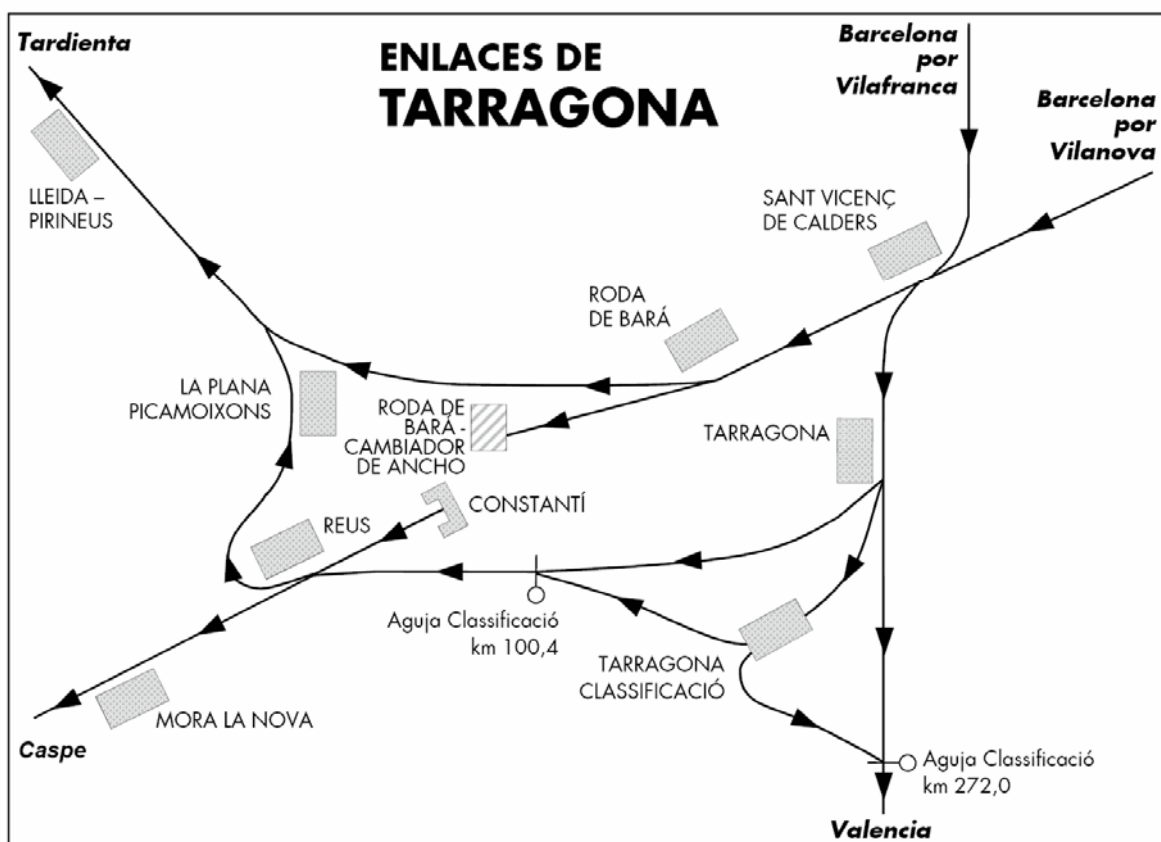 Tardienta
ENLACES DE
TARRAGONA
Barcelona
por
Vilafranca
Barcelona
por
Vilanova
LLEIDA –
PIRINEUS
SANT VICENÇ
DE CALDERS
RODA
DE BARÁ
LA PLANA
PICAMOIXONS
RODA DE
BARÁ -
CAMBIADOR
DE ANCHO
TARRAGONA
CONSTANTÍ
REUS
Aguja Classificació
km 100,4
TARRAGONA
CLASSIFICACIÓ
MORA LA NOVA
Caspe
Aguja Classificació
km 272,0
Valencia